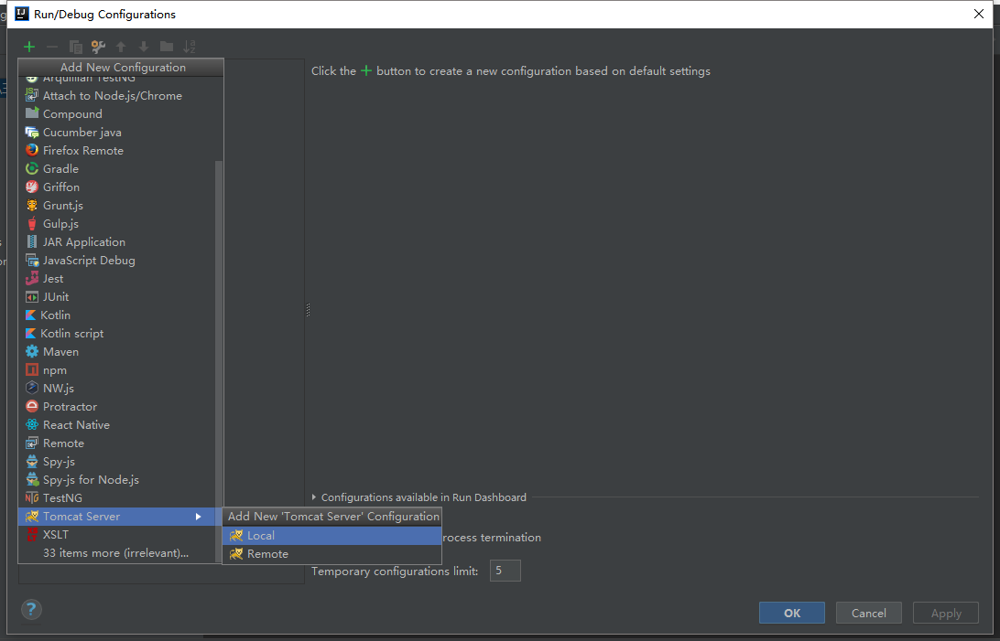 Run/Debug Configurations
Add New Configuration
Click the + button to create a new configuration based on default settings
Arquillian TestNG
Attach to Node.js/Chrome
Compound
Cucumber java
Firefox Remote
Gradle
Griffon
Grunt.js
Gulp.js
JAR Application
JavaScript Debug
Jest
JUnit
Kotlin
Kotlin script
Maven
npm
NW.js
Protractor
React Native
Remote
Spy-js
Spy-js for Node.js
TestNG
Tomcat Server
XSLT
33 items more (irrelevant)...
Configurations available in Run Dashboard
Add New 'Tomcat Server' Configuration
Local
Remote
rocess termination
Temporary configurations limit: 5
? OK Cancel Apply